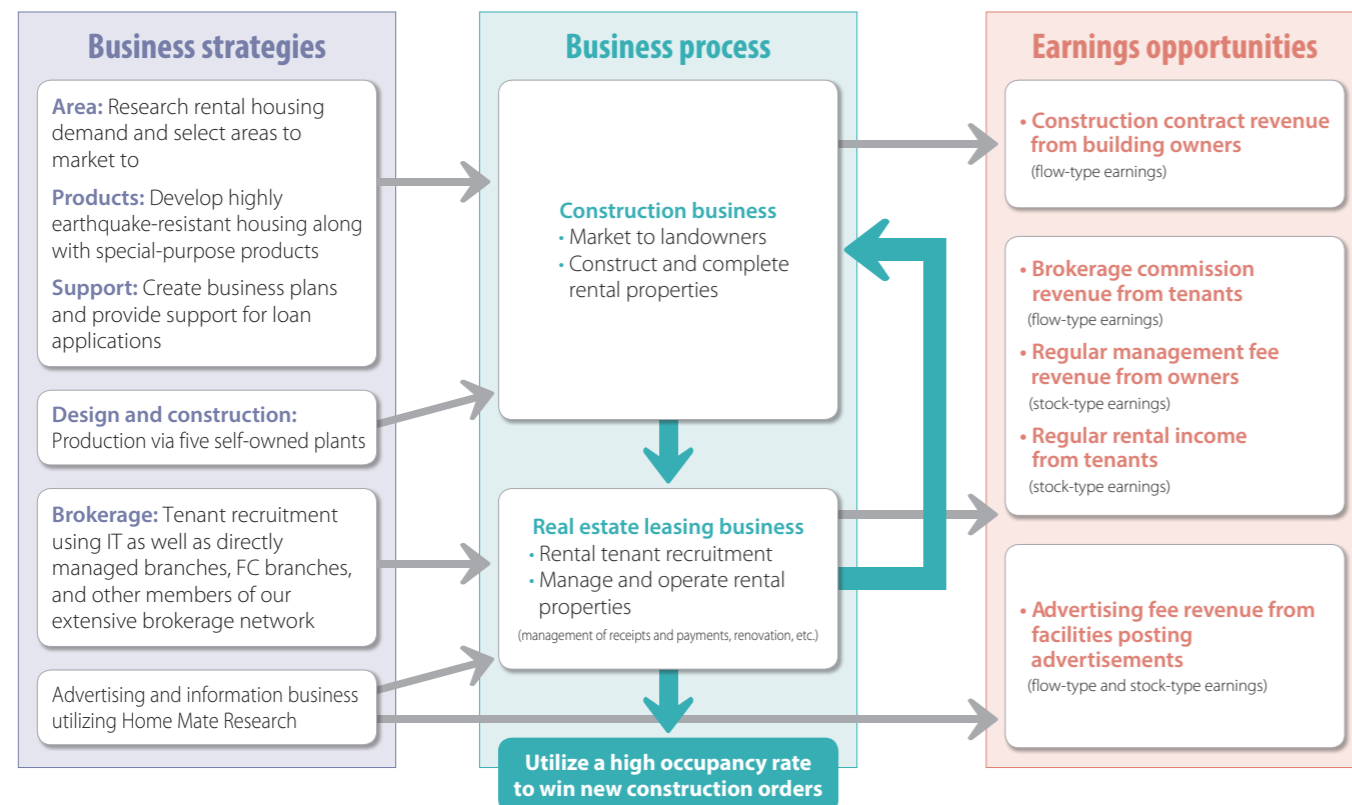 Business strategies
Area: Research rental housing
demand and select areas to
market to
Products: Develop highly
earthquake-resistant housing along
with special-purpose products
Support: Create business plans
and provide support for loan
applications
Design and construction:
Production via five self-owned plants
Brokerage: Tenant recruitment
using IT as well as directly
managed branches, FC branches,
and other members of our
extensive brokerage network
Advertising and information business
utilizing Home Mate Research
Business process
Construction business
• Market to landowners
• Construct and complete
rental properties
Real estate leasing business
• Rental tenant recruitment
• Manage and operate rental
properties
(management of receipts and payments, renovation, etc.)
Utilize a high occupancy rate
to win new construction orders
Earnings opportunities
• Construction contract revenue
from building owners
(flow-type earnings)
• Brokerage commission
revenue from tenants
(flow-type earnings)
• Regular management fee
revenue from owners
(stock-type earnings)
• Regular rental income
from tenants
(stock-type earnings)
• Advertising fee revenue from
facilities posting
advertisements
(flow-type and stock-type earnings)